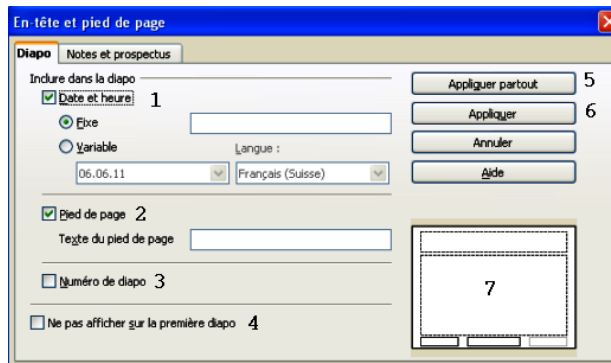 En-tête et pied de page
Diapo Notes et prospectus
Inclure dans la diapo
Date et heure 1
Fixe
Variable
Langue :
06.06.11 Français (Suisse)
Pied de page 2
Texte du pied de page
Numéro de diapo 3
Ne pas afficher sur la première diapo 4
Appliquer partout 5
Appliquer 6
Annuler
Aide
7